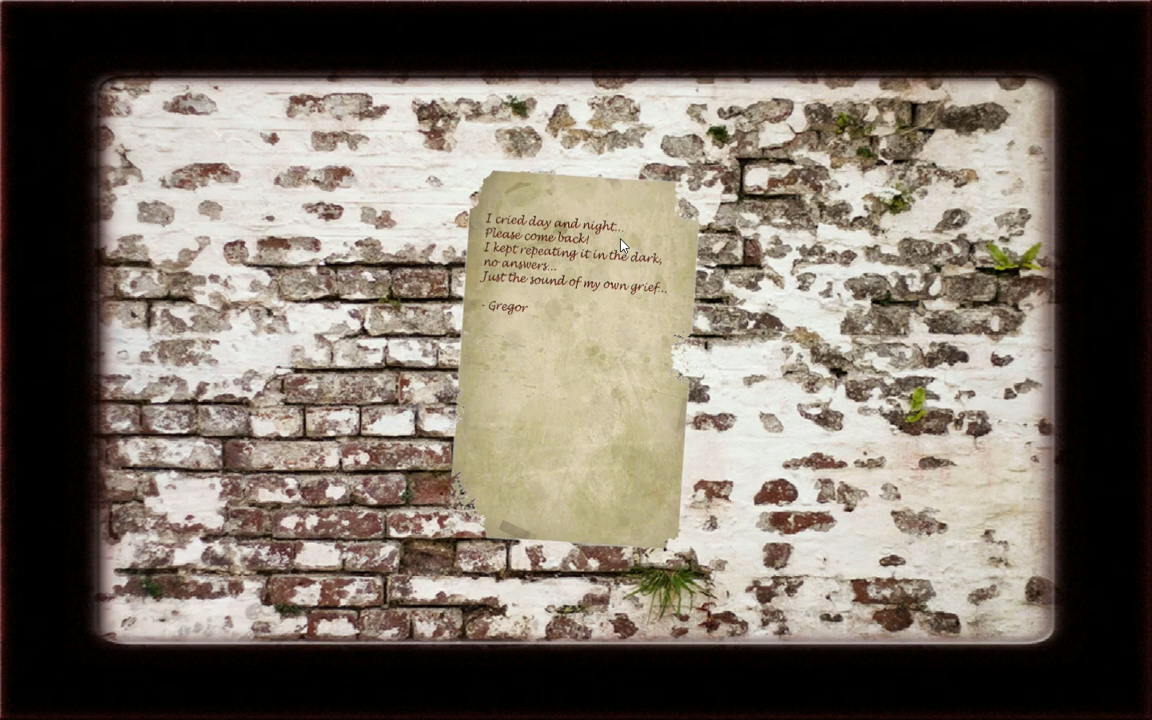 I cried day and night...
Please come back!
I kept repeating it in the dark,
no answers...
Just the sound of my own grief...
- Gregor